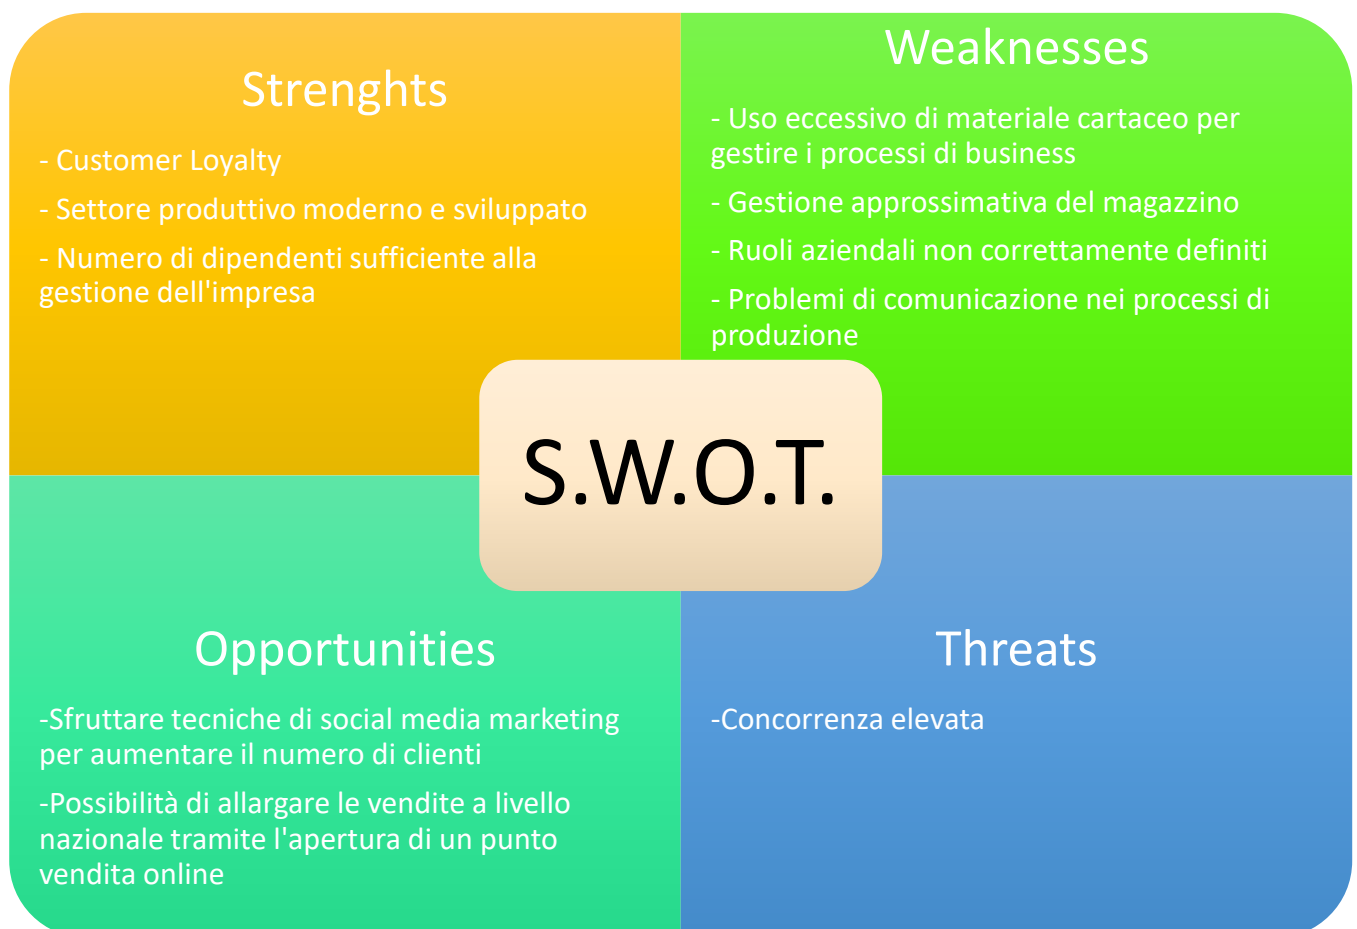 Strenghts
- Customer Loyalty
- Settore produttivo moderno e sviluppato
- Numero di dipendenti sufficiente alla
gestione dell'impresa
Weaknesses
- Uso eccessivo di materiale cartaceo per
gestire i processi di business
- Gestione approssimativa del magazzino
- Ruoli aziendali non correttamente definiti
- Problemi di comunicazione nei processi di
produzione
S.W.O.T.
Opportunities
-Sfruttare tecniche di social media marketing
per aumentare il numero di clienti
-Possibilità di allargare le vendite a livello
nazionale tramite l'apertura di un punto
vendita online
Threats
-Concorrenza elevata